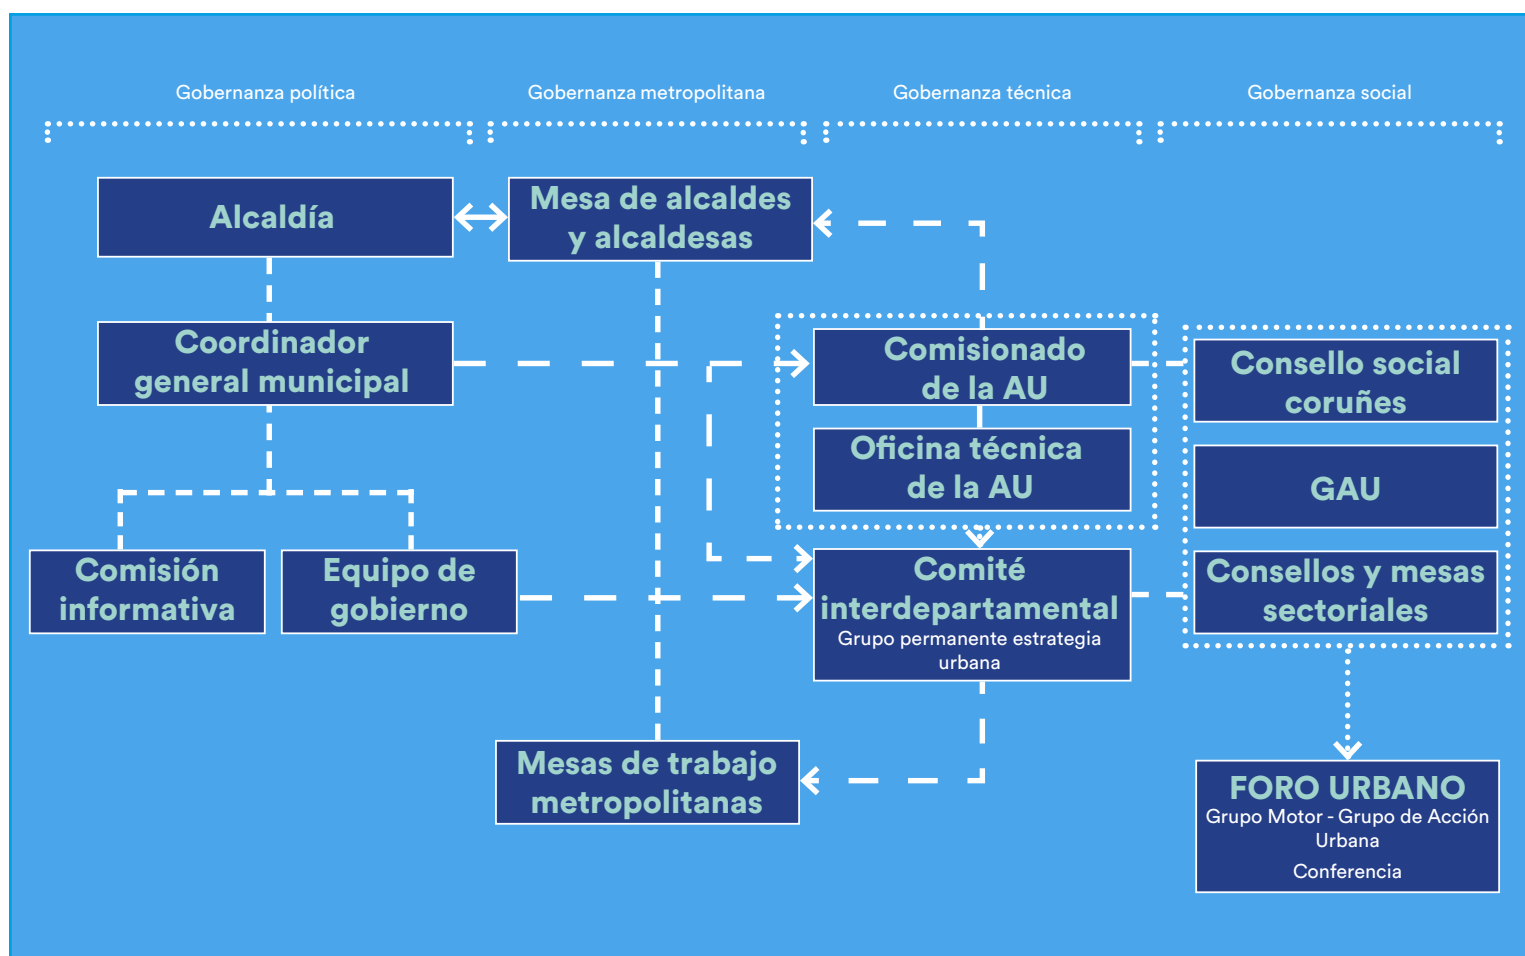 Gobernanza política
Gobernanza metropolitana
Gobernanza técnica
Gobernanza social
Alcaldía
Mesa de alcaldes
y alcaldesas
Coordinador
general municipal
Comisionado
de la AU
Consello social
coruñes
Oficina técnica
de la AU
GAU
Comisión
informativa
Equipo de
gobierno
Comité
interdepartamental
Grupo permanente estrategia
urbana
Consellos y mesas
sectoriales
Mesas de trabajo
metropolitanas
FORO URBANO
Grupo Motor - Grupo de Acción
Urbana
Conferencia